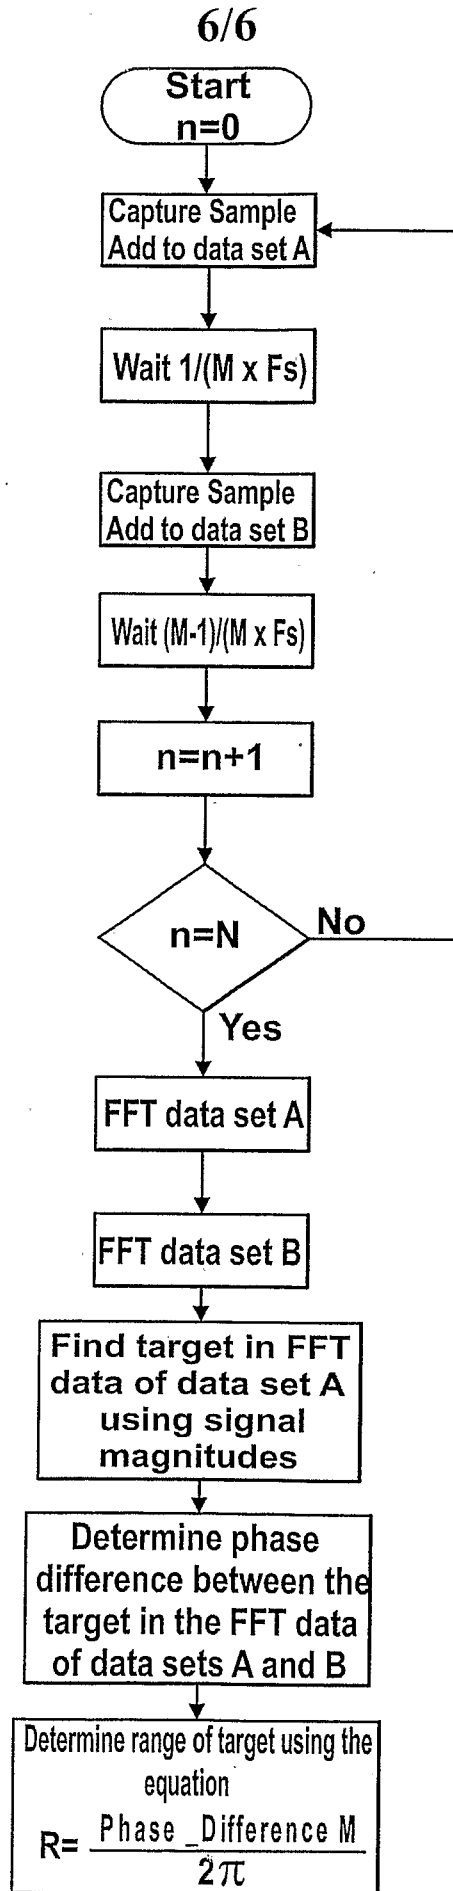 6/6
Start
n=0
Capture Sample
Add to data set A
Wait 1/(M x Fs)
Capture Sample
Add to data set B
Wait (M-1)/(M x Fs)
n=n+1
n=N
No
Yes
FFT data set A
FFT data set B
Find target in FFT
data of data set A
using signal
magnitudes
Determine phase
difference between the
target in the FFT data
of data sets A and B
Determine range of target using the
equation
R= Phase _Difference M
2π